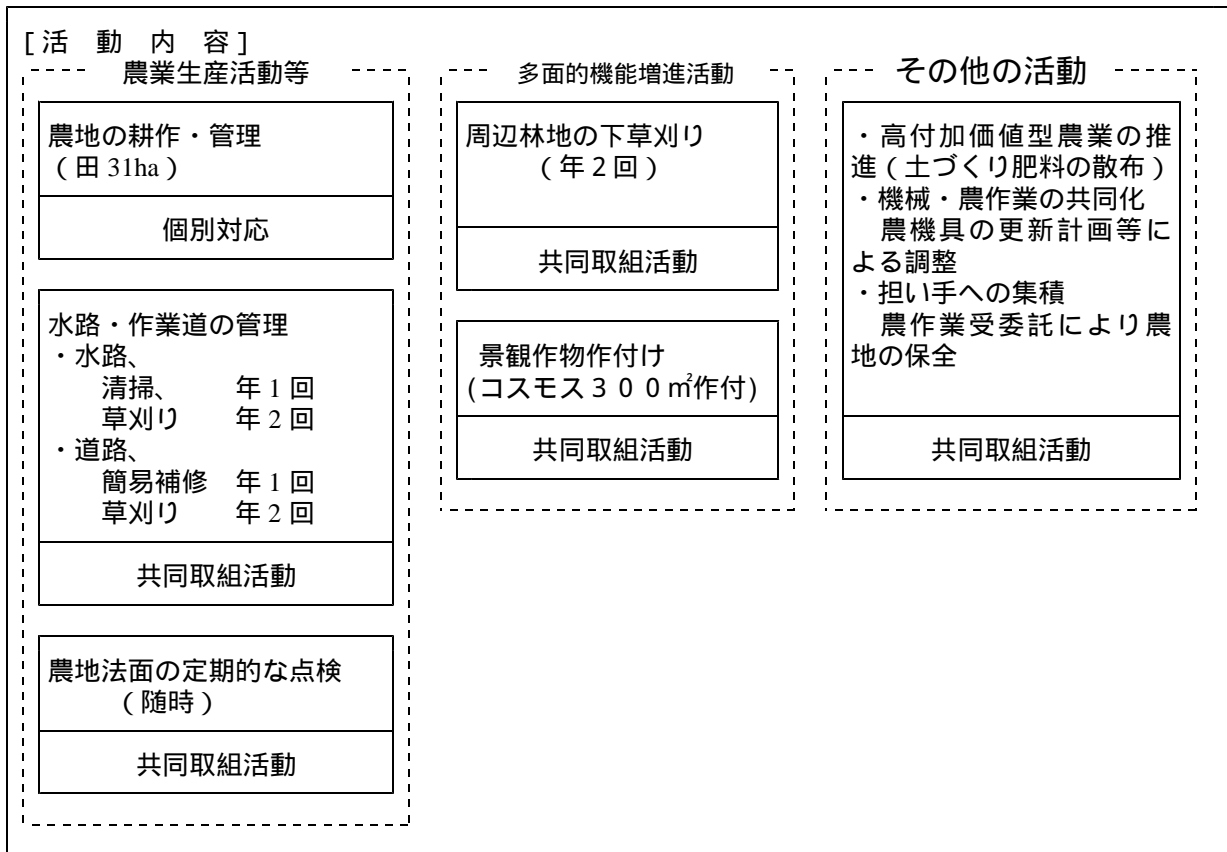 [活　動　内　容]
農業生産活動等
農地の耕作・管理
（田31ha）
個別対応
水路・作業道の管理
・水路、
清掃、　年1回
草刈り　年2回
・道路、
簡易補修　年1回
草刈り　年2回
共同取組活動
農地法面の定期的な点検
（随時）
共同取組活動
多面的機能増進活動
周辺林地の下草刈り
（年２回）
共同取組活動
景観作物作付け
(コスモス３００㎡作付)
共同取組活動
その他の活動
・高付加価値型農業の推
進（土づくり肥料の散布）
・機械・農作業の共同化
農機具の更新計画等に
よる調整
・担い手への集積
農作業受委託により農
地の保全
共同取組活動